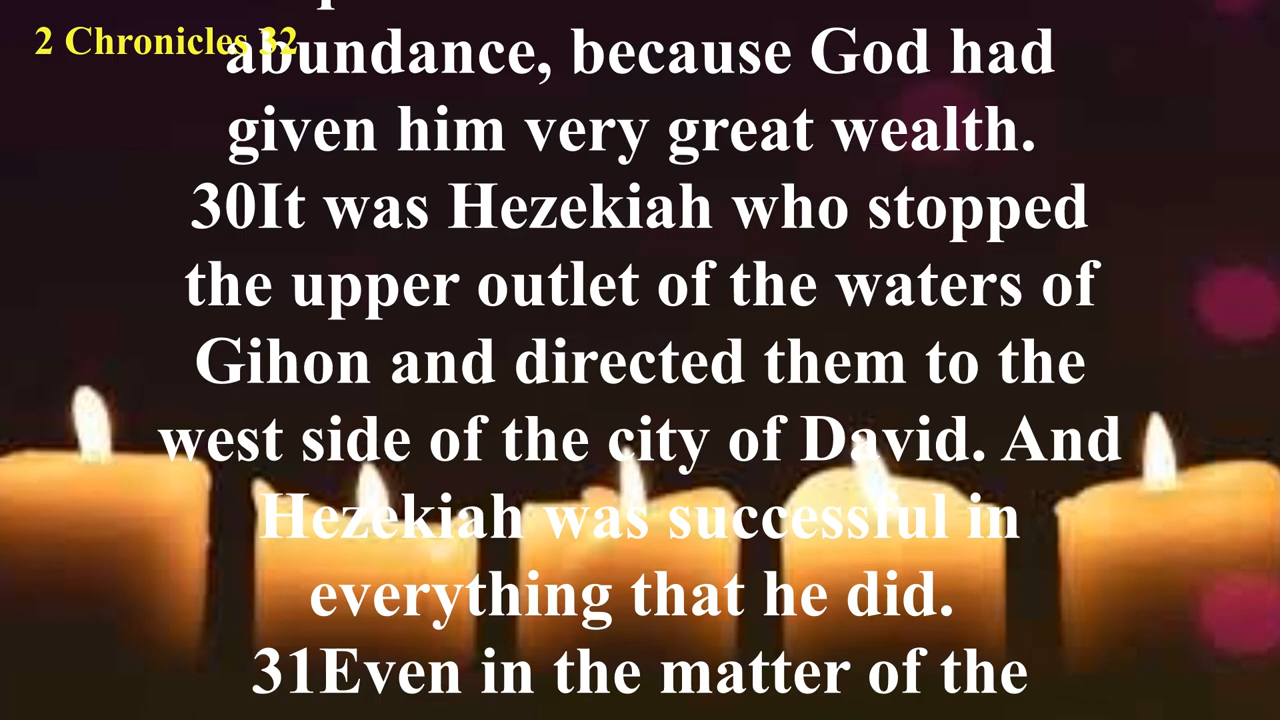 2 Chronicles 32
abundance, because God had
given him very great wealth.
30It was Hezekiah who stopped
the upper outlet of the waters of
Gihon and directed them to the
west side of the city of David. And
Hezekiah was successful in
everything that he did.
31Even in the matter of the